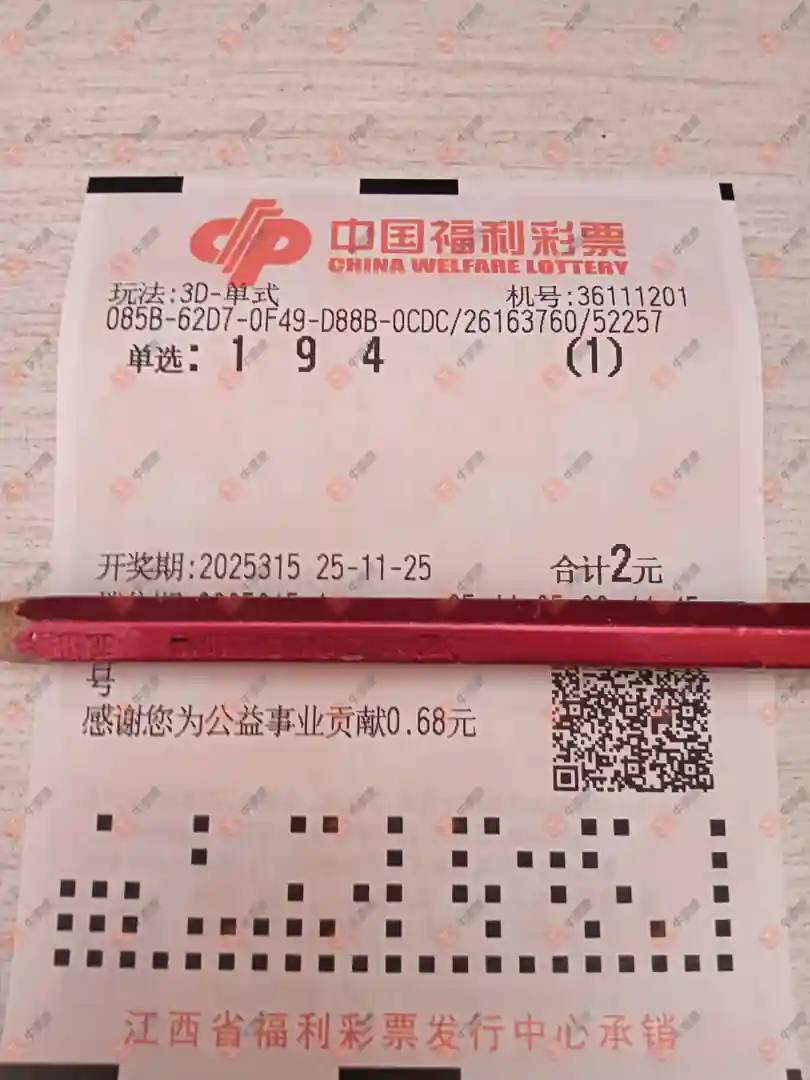 中国福利彩票
CHINA WELFARE LOTTERY
玩法:3D-单式 机号:36111201
085B-62D7-0F49-D88B-0CDC/26163760/52257
单选: 1 9 4 (1)
开奖期:2025315 25-11-25 合计2元
号
感谢您为公益事业贡献0.68元
江西省福利彩票发行中心承销